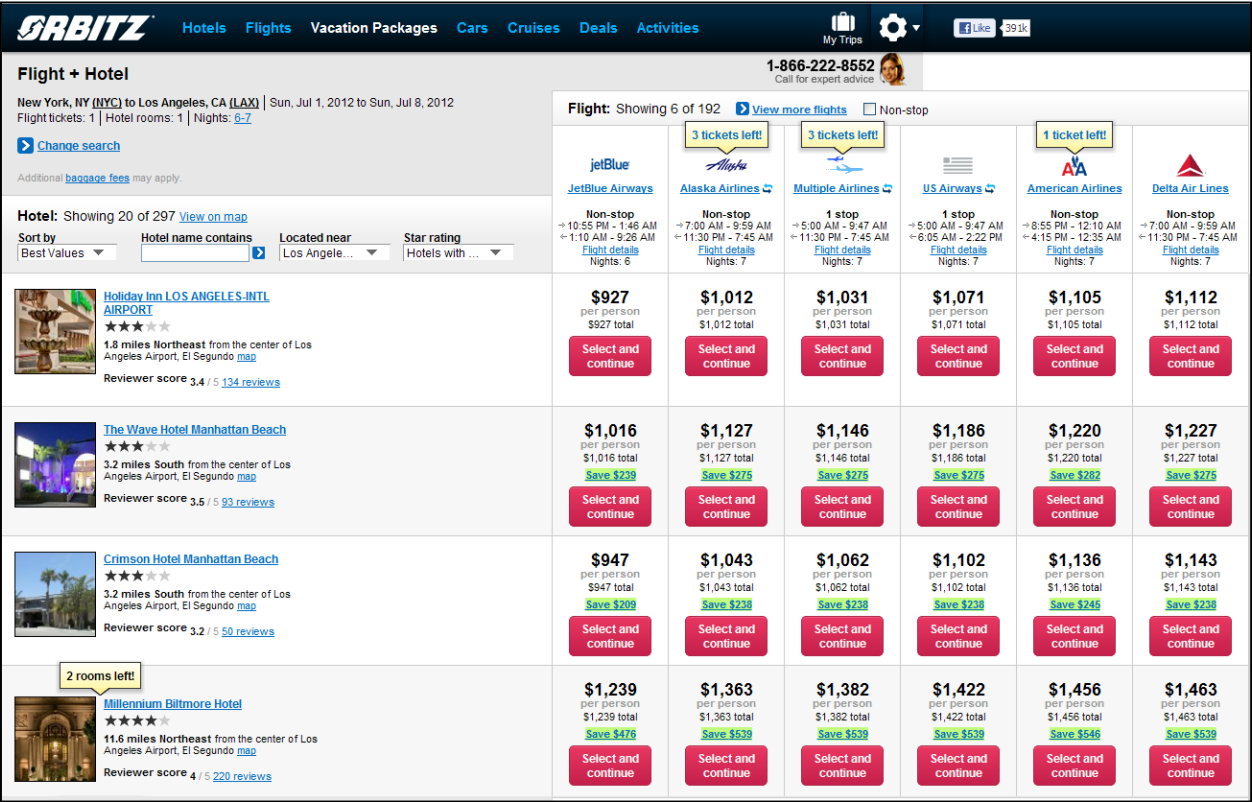 ORBITZ
Hotels Flights Vacation Packages Cars Cruises Deals Activities
My Trips
Like 391k
Flight + Hotel
1-866-222-8552
Call for expert advice
New York, NY (NYC) to Los Angeles, CA (LAX) | Sun, Jul 1, 2012 to Sun, Jul 8, 2012
Flight tickets: 1 | Hotel rooms: 1 | Nights: 6-7
Change search
Additional baggage fees may apply.
Flight: Showing 6 of 192 View more flights Non-stop
3 tickets left! 3 tickets left! 1 ticket left!
jetBlue Alaska AA
JetBlue Airways Alaska Airlines Multiple Airlines US Airways American Airlines Delta Air Lines
Non-stop Non-stop 1 stop 1 stop Non-stop Non-stop
10:55 PM - 1:46 AM 7:00 AM - 9:59 AM 5:00 AM - 9:47 AM 5:00 AM - 9:47 AM 8:55 PM - 12:10 AM 7:00 AM - 9:59 AM
1:10 AM - 9:26 AM 11:30 PM - 7:45 AM 11:30 PM - 7:45 AM 6:05 AM - 2:22 PM 4:15 PM - 12:35 AM 11:30 PM - 7:45 AM
Flight details Flight details Flight details Flight details Flight details Flight details
Nights: 6 Nights: 7 Nights: 7 Nights: 7 Nights: 7 Nights: 7
Hotel: Showing 20 of 297 View on map
Sort by Hotel name contains Located near Star rating
Best Values Los Angele... Hotels with ...
Holiday Inn LOS ANGELES-INTL
AIRPORT
1.8 miles Northeast from the center of Los
Angeles Airport, El Segundo map
Reviewer score 3.4 / 5 134 reviews
$927 $1,012 $1,031 $1,071 $1,105 $1,112
per person per person per person per person per person per person
$927 total $1,012 total $1,031 total $1,071 total $1,105 total $1,112 total
Select and Select and Select and Select and Select and Select and
continue continue continue continue continue continue
The Wave Hotel Manhattan Beach
3.2 miles South from the center of Los
Angeles Airport, El Segundo map
Reviewer score 3.5 / 5 93 reviews
$1,016 $1,127 $1,146 $1,186 $1,220 $1,227
per person per person per person per person per person per person
$1,016 total $1,127 total $1,146 total $1,186 total $1,220 total $1,227 total
Save $239 Save $275 Save $275 Save $275 Save $282 Save $275
Select and Select and Select and Select and Select and Select and
continue continue continue continue continue continue
Crimson Hotel Manhattan Beach
3.2 miles South from the center of Los
Angeles Airport, El Segundo map
Reviewer score 3.2 / 5 50 reviews
$947 $1,043 $1,062 $1,102 $1,136 $1,143
per person per person per person per person per person per person
$947 total $1,043 total $1,062 total $1,102 total $1,136 total $1,143 total
Save $209 Save $238 Save $238 Save $238 Save $245 Save $238
Select and Select and Select and Select and Select and Select and
continue continue continue continue continue continue
2 rooms left!
Millennium Biltmore Hotel
11.6 miles Northeast from the center of Los
Angeles Airport, El Segundo map
Reviewer score 4 / 5 220 reviews
$1,239 $1,363 $1,382 $1,422 $1,456 $1,463
per person per person per person per person per person per person
$1,239 total $1,363 total $1,382 total $1,422 total $1,456 total $1,463 total
Save $476 Save $539 Save $539 Save $539 Save $546 Save $539
Select and Select and Select and Select and Select and Select and
continue continue continue continue continue continue